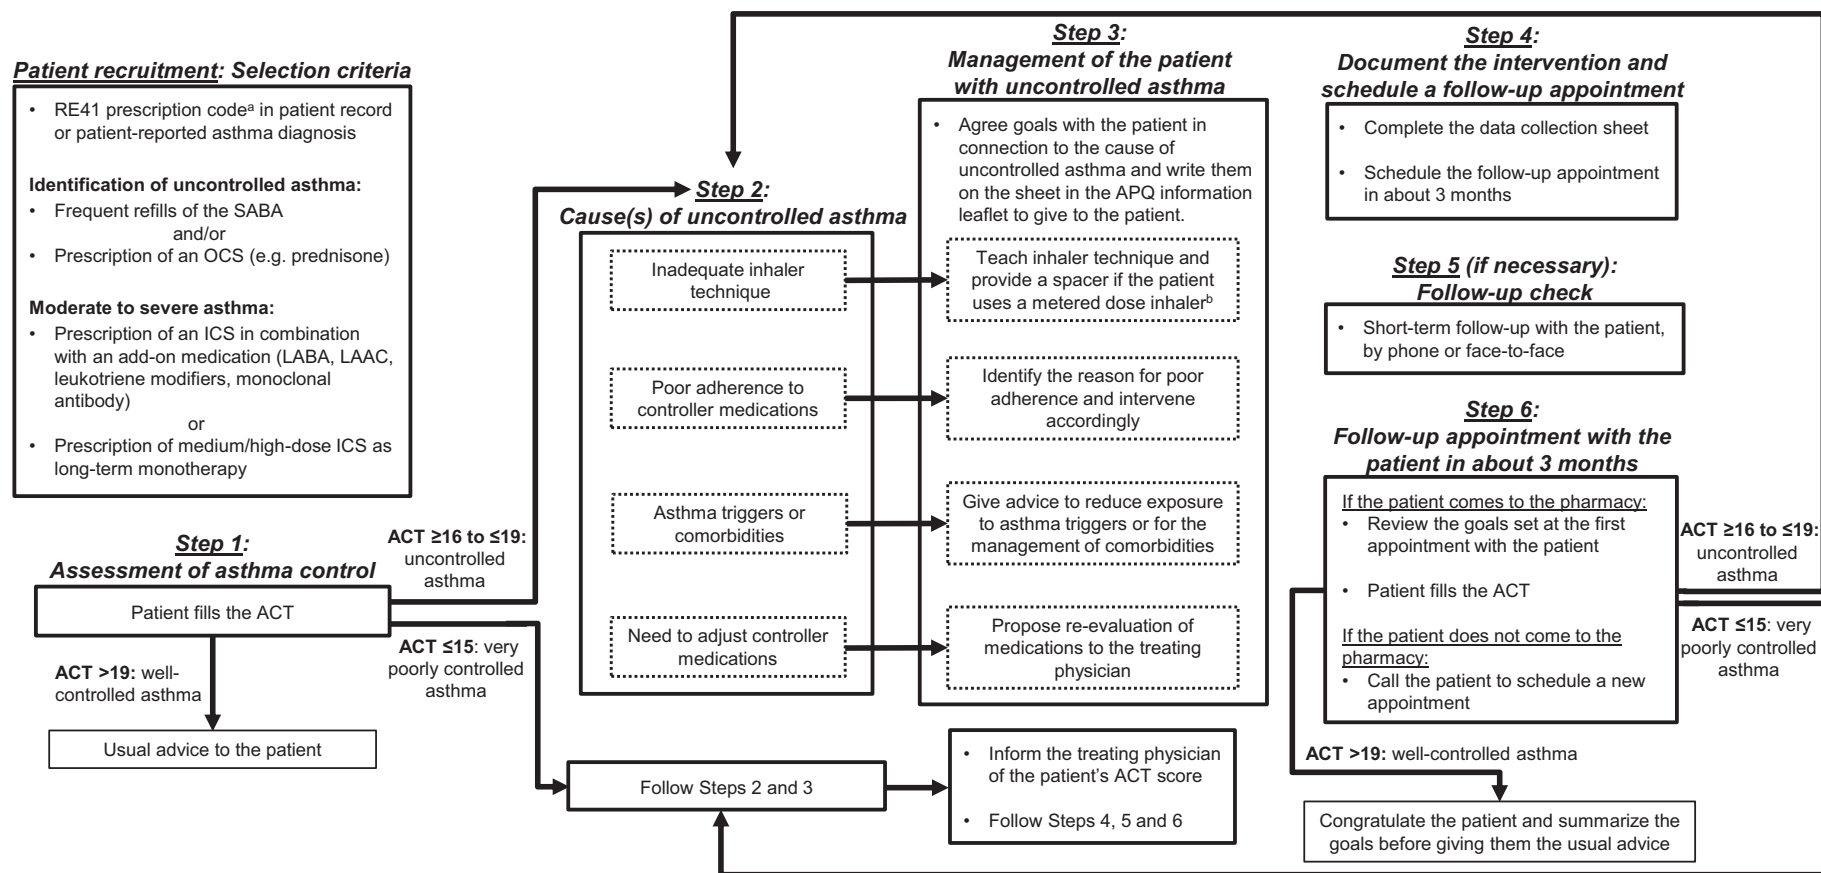 Patient recruitment: Selection criteria
• RE41 prescription codeᵃ in patient record
or patient-reported asthma diagnosis
Identification of uncontrolled asthma:
• Frequent refills of the SABA
and/or
• Prescription of an OCS (e.g. prednisone)
Moderate to severe asthma:
• Prescription of an ICS in combination
with an add-on medication (LABA, LAAC,
leukotriene modifiers, monoclonal
antibody)
or
• Prescription of medium/high-dose ICS as
long-term monotherapy
Step 1:
Assessment of asthma control
Patient fills the ACT
ACT >19: well-
controlled asthma
Usual advice to the patient
ACT ≥16 to ≤19:
uncontrolled
asthma
ACT ≤15: very
poorly controlled
asthma
Step 2:
Cause(s) of uncontrolled asthma
Inadequate inhaler
technique
Poor adherence to
controller medications
Asthma triggers or
comorbidities
Need to adjust controller
medications
Follow Steps 2 and 3
Step 3:
Management of the patient
with uncontrolled asthma
• Agree goals with the patient in
connection to the cause of
uncontrolled asthma and write them
on the sheet in the APQ information
leaflet to give to the patient.
Teach inhaler technique and
provide a spacer if the patient
uses a metered dose inhalerᵇ
Identify the reason for poor
adherence and intervene
accordingly
Give advice to reduce exposure
to asthma triggers or for the
management of comorbidities
Propose re-evaluation of
medications to the treating
physician
• Inform the treating physician
of the patient's ACT score
• Follow Steps 4, 5 and 6
Step 4:
Document the intervention and
schedule a follow-up appointment
• Complete the data collection sheet
• Schedule the follow-up appointment
in about 3 months
Step 5 (if necessary):
Follow-up check
• Short-term follow-up with the patient,
by phone or face-to-face
Step 6:
Follow-up appointment with the
patient in about 3 months
If the patient comes to the pharmacy:
• Review the goals set at the first
appointment with the patient
• Patient fills the ACT
If the patient does not come to the
pharmacy:
• Call the patient to schedule a new
appointment
ACT ≥16 to ≤19:
uncontrolled
asthma
ACT ≤15: very
poorly controlled
asthma
ACT >19: well-controlled asthma
Congratulate the patient and summarize the
goals before giving them the usual advice